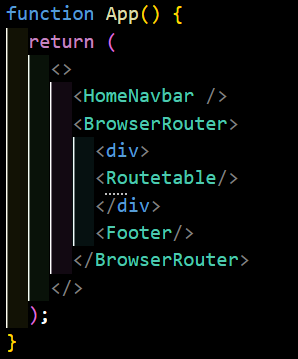 function App() {
  return (
    <>
      <HomeNavbar />
      <BrowserRouter>
        <div>
        <Routetable/>
        </div>
        <Footer/>
      </BrowserRouter>
    </>
  );
}